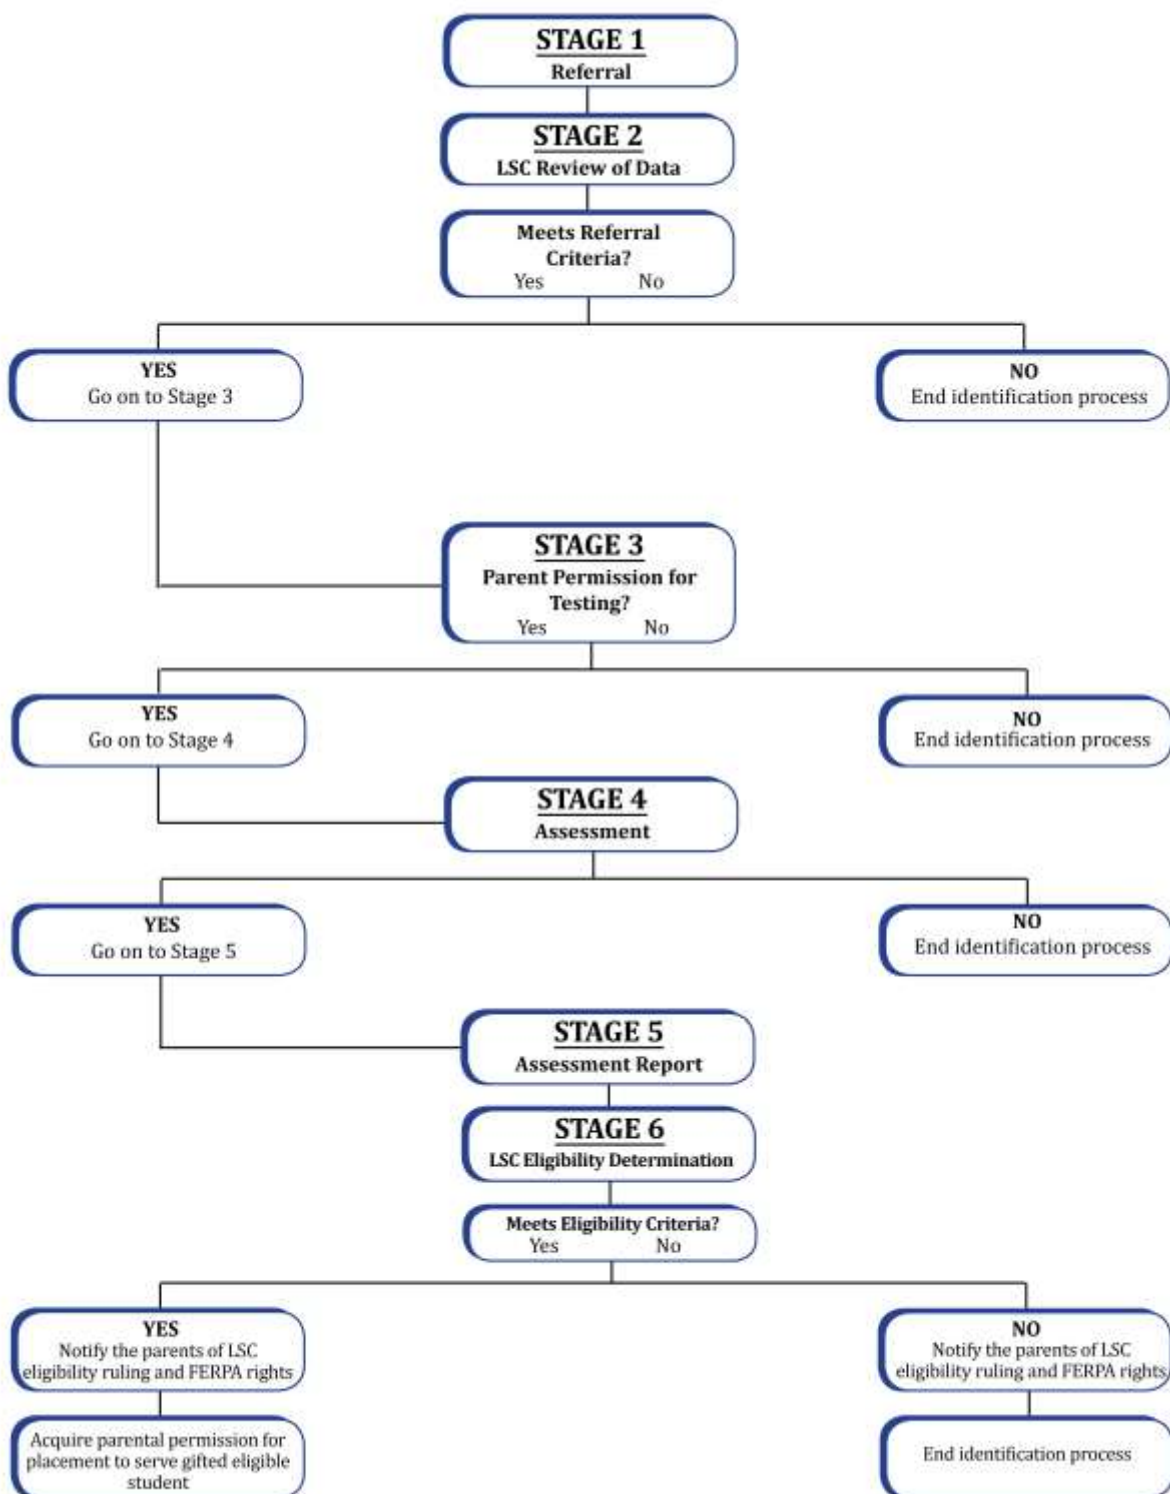 STAGE 1
Referral
STAGE 2
LSC Review of Data
Meets Referral
Criteria?
Yes No
YES
Go on to Stage 3
NO
End identification process
STAGE 3
Parent Permission for
Testing?
Yes No
YES
Go on to Stage 4
NO
End identification process
STAGE 4
Assessment
YES
Go on to Stage 5
NO
End identification process
STAGE 5
Assessment Report
STAGE 6
LSC Eligibility Determination
Meets Eligibility Criteria?
Yes No
YES
Notify the parents of LSC
eligibility ruling and FERPA rights
NO
Notify the parents of LSC
eligibility ruling and FERPA rights
Acquire parental permission for
placement to serve gifted eligible
student
End identification process